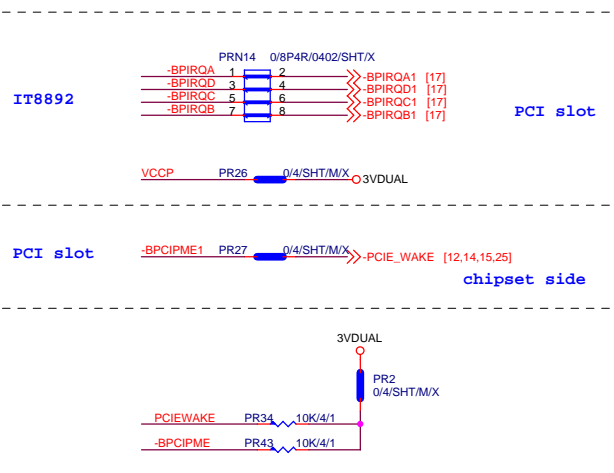 PRN14 0/8P4R/0402/SHT/X
-BPIRQA 1 2 -BPIRQA1 [17]
-BPIRQD 3 4 -BPIRQD1 [17]
IT8892
-BPIRQC 5 6 -BPIRQC1 [17]
PCI slot
-BPIRQB 7 8 -BPIRQB1 [17]
VCCP PR26 0/4/SHT/M/X 3VDUAL
PCI slot
-BPCIPME1 PR27 0/4/SHT/M/X -PCIE_WAKE [12,14,15,25]
chipset side
3VDUAL
PR2
0/4/SHT/M/X
PCIEWAKE PR34 10K/4/1
-BPCIPME PR43 10K/4/1